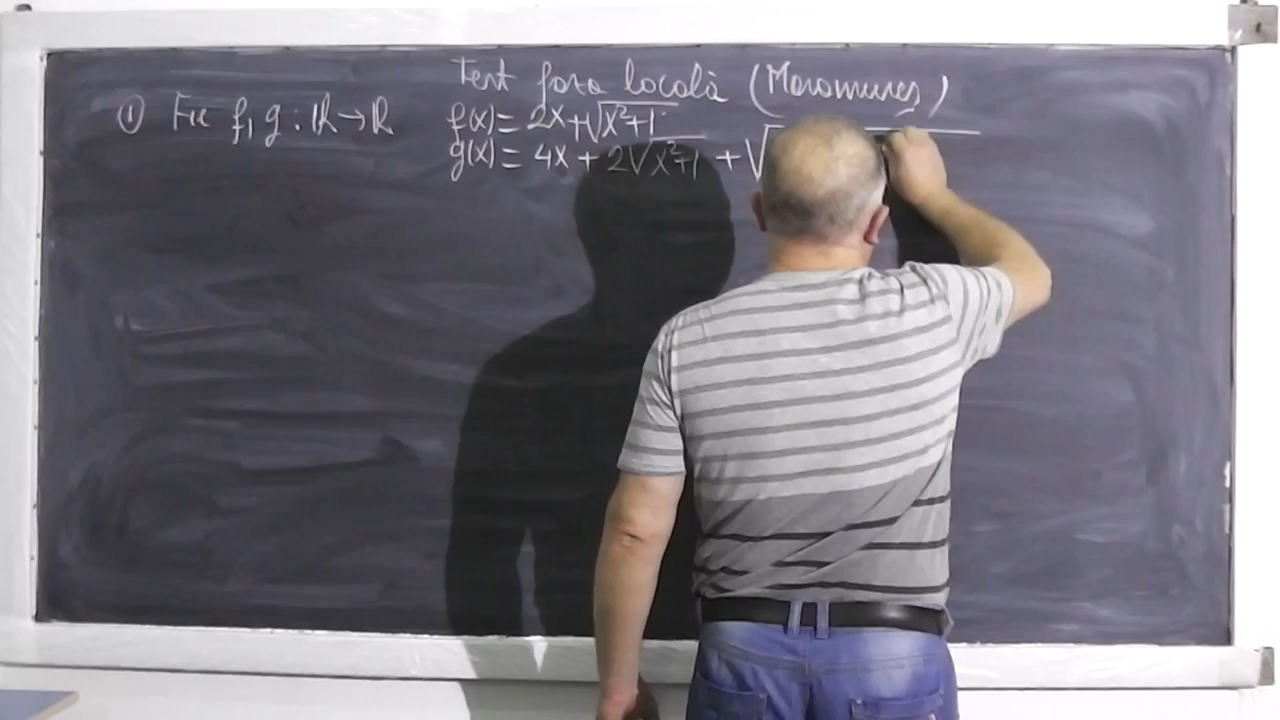 Test faza locală (Maramureș)
① Fie f, g : ℝ→ℝ f(x) = 2x+√(x²+1)
g(x) = 4x + 2√(x²+1) + √